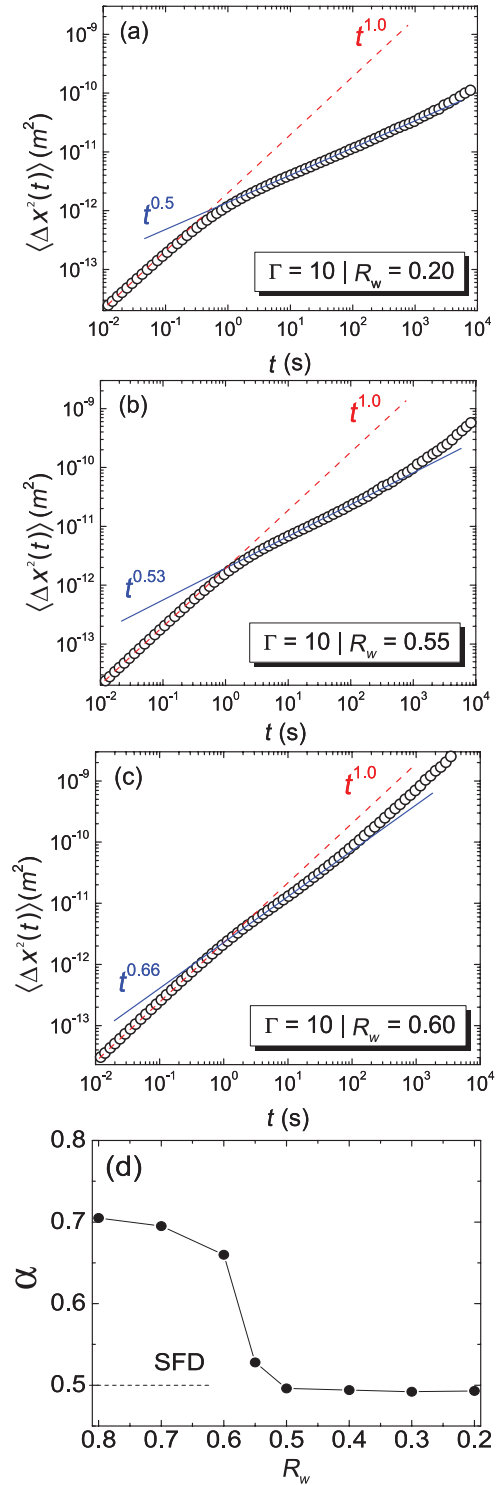 (a)
t^1.0
10^-9
10^-10
10^-11
10^-12
10^-13
⟨Δx²(t)⟩(m²)
t^0.5
Γ = 10 | R_w = 0.20
10^-2 10^-1 10^0 10^1 10^2 10^3 10^4
t (s)
(b)
t^1.0
10^-9
10^-10
10^-11
10^-12
10^-13
⟨Δx²(t)⟩(m²)
t^0.53
Γ = 10 | R_w = 0.55
10^-2 10^-1 10^0 10^1 10^2 10^3 10^4
t (s)
(c)
t^1.0
10^-9
10^-10
10^-11
10^-12
10^-13
⟨Δx²(t)⟩(m²)
t^0.66
Γ = 10 | R_w = 0.60
10^-2 10^-1 10^0 10^1 10^2 10^3 10^4
t (s)
(d)
0.8
0.7
0.6
0.5
α
SFD
0.8 0.7 0.6 0.5 0.4 0.3 0.2
R_w